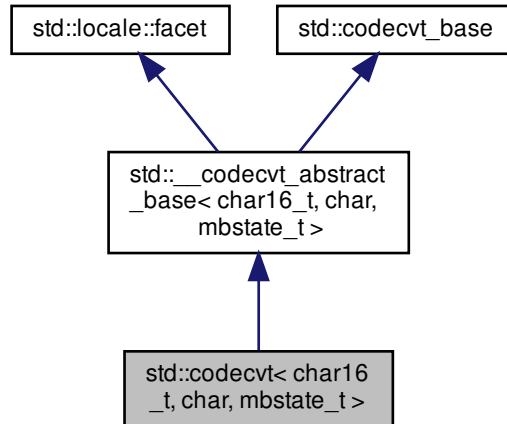 std::locale::facet
std::codecvt_base
std::__codecvt_abstract
_base< char16_t, char,
mbstate_t >
std::codecvt< char16
_t, char, mbstate_t >